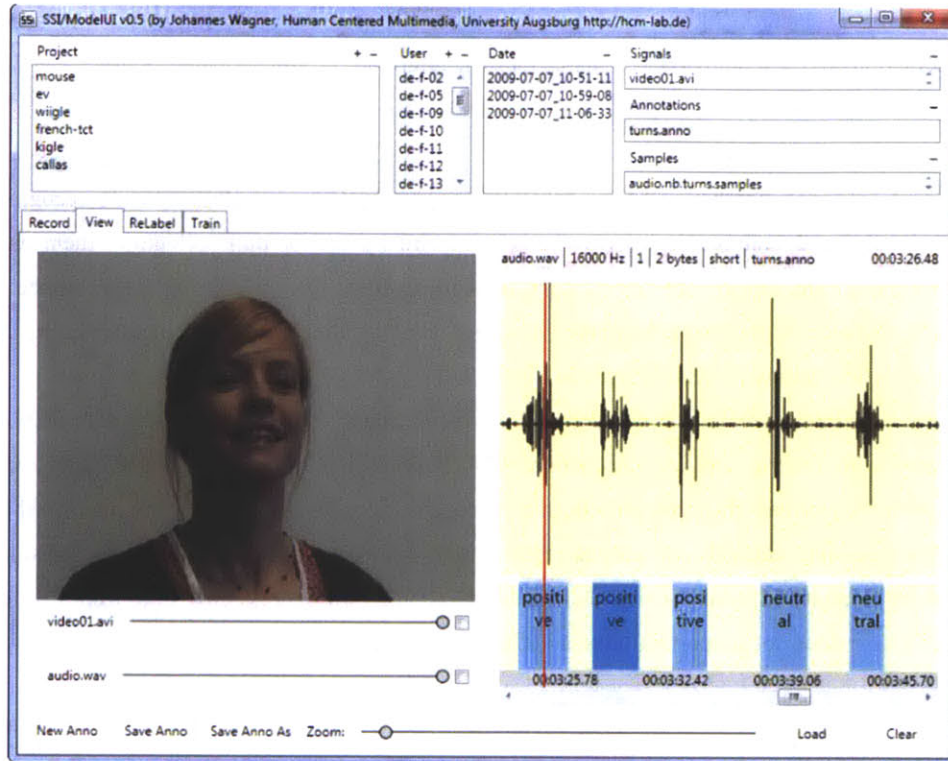 SSI/ModelUI v0.5 (by Johannes Wagner, Human Centered Multimedia, University Augsburg http://hcm-lab.de)
Project + -
mouse
ev
wiigle
french-tct
kigle
callas
User + -
de-f-02
de-f-05
de-f-09
de-f-10
de-f-11
de-f-12
de-f-13
Date -
2009-07-07_10-51-11
2009-07-07_10-59-08
2009-07-07_11-06-33
Signals -
video01.avi
Annotations -
turns.anno
Samples -
audio.nb.turns.samples
Record View ReLabel Train
audio.wav | 16000 Hz | 1 | 2 bytes | short | turns.anno 00:03:26.48
positi
ve
positi
ve
posi
tive
neutr
al
neu
tral
00:03:25.78 00:03:32.42 00:03:39.06 00:03:45.70
video01.avi
audio.wav
New Anno Save Anno Save Anno As Zoom: Load Clear